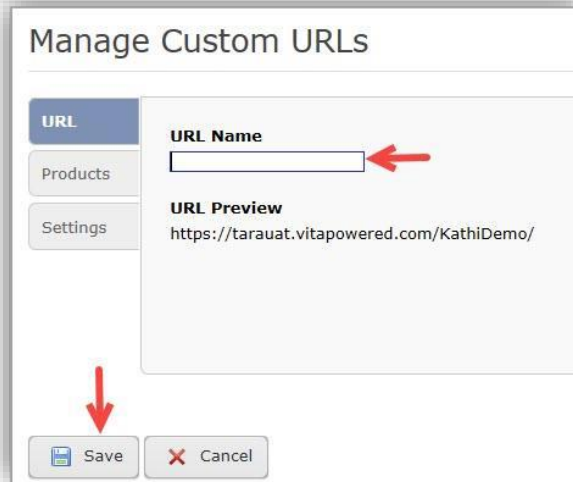 Manage Custom URLs
URL
Products
Settings
URL Name
URL Preview
https://tarauat.vitapowered.com/KathiDemo/
Save
Cancel